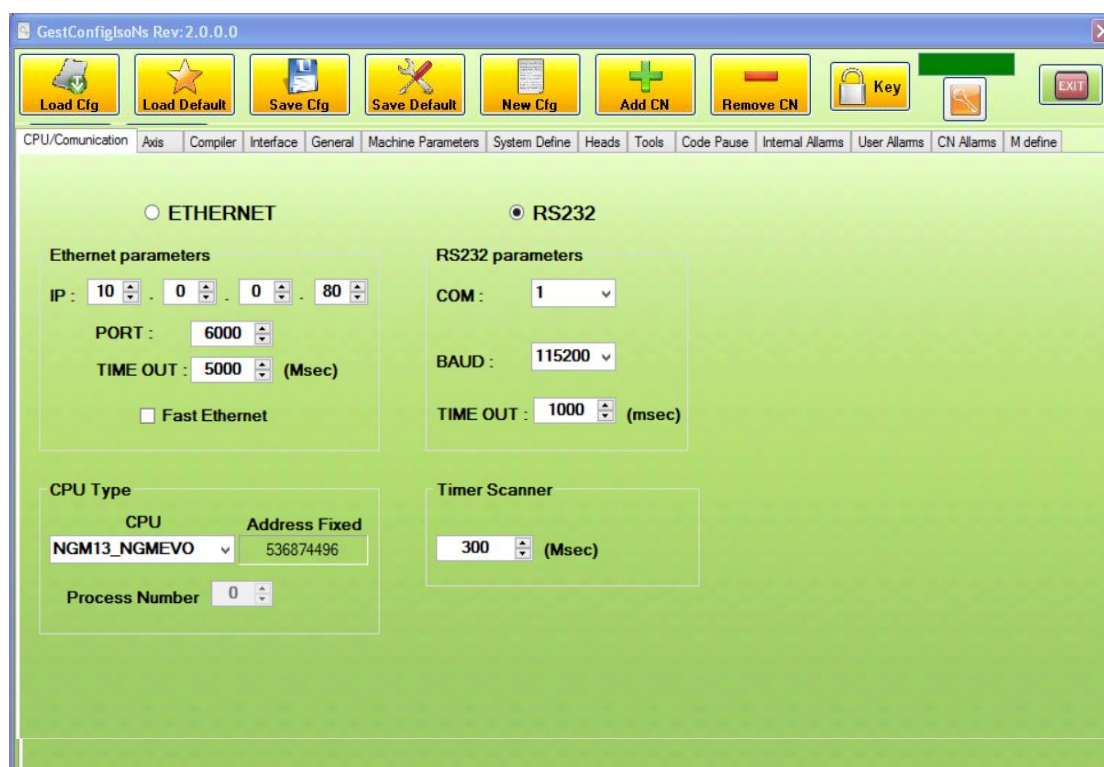 GestConfigIsoNs Rev:2.0.0.0
Load Cfg Load Default Save Cfg Save Default New Cfg Add CN Remove CN Key EXIT
CPU/Comunication Axis Compiler Interface General Machine Parameters System Define Heads Tools Code Pause Internal Allarms User Allarms CN Allarms M define
ETHERNET RS232
Ethernet parameters RS232 parameters
IP : 10 . 0 . 0 . 80 COM : 1
PORT : 6000
TIME OUT : 5000 (Msec) BAUD : 115200
Fast Ethernet TIME OUT : 1000 (msec)
CPU Type Timer Scanner
CPU Address Fixed
NGM13_NGMEVO 536874496 300 (Msec)
Process Number 0